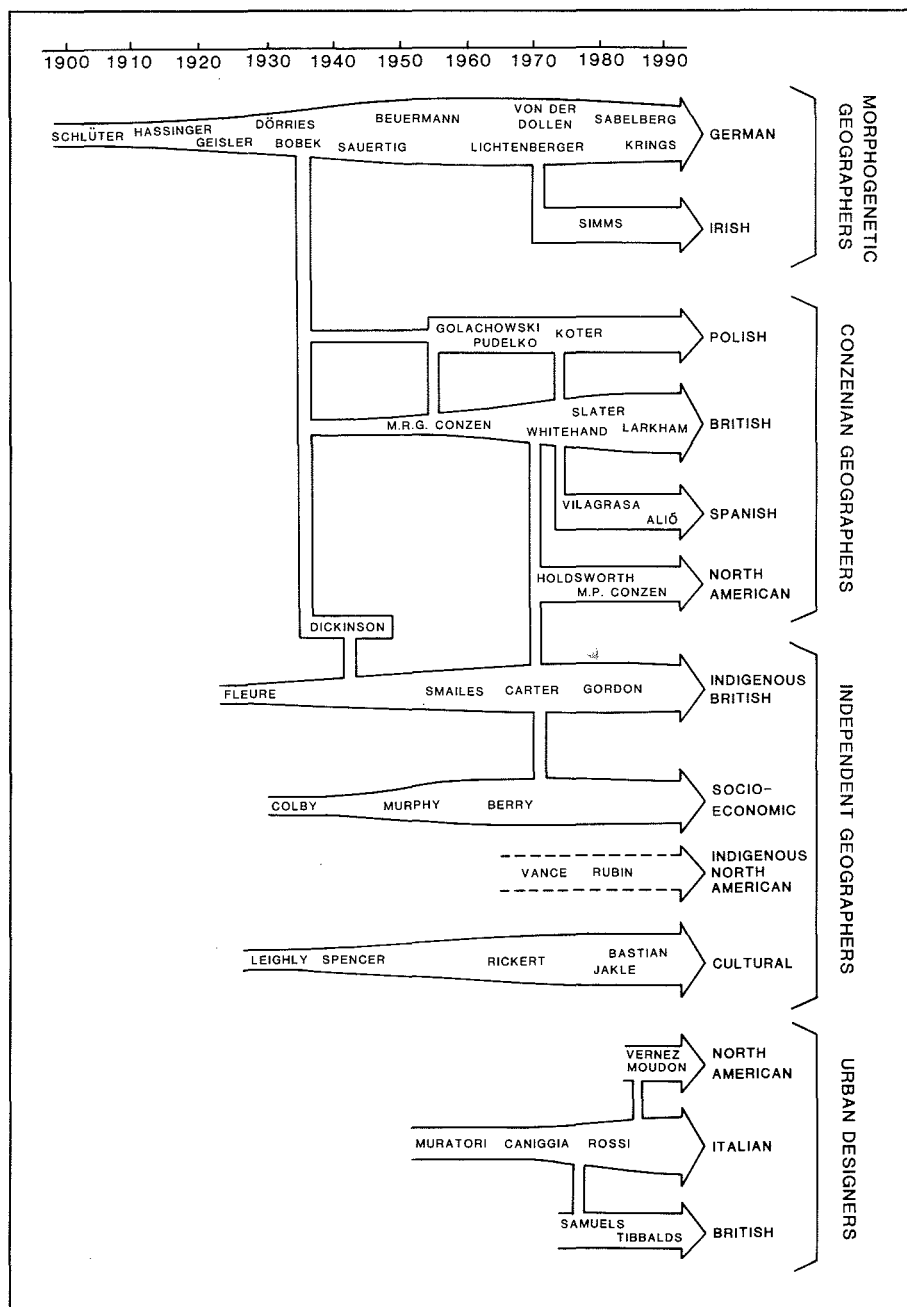 1900 1910 1920 1930 1940 1950 1960 1970 1980 1990
SCHLÜTER HASSINGER GEISLER DÖRRIES BOBEK SAUERTIG BEUERMANN LICHTENBERGER VON DER DOLLEN SABELBERG KRINGS
GERMAN
SIMMS
IRISH
MORPHOGENETIC
GEOGRAPHERS
GOLACHOWSKI
PUDELKO
KOTER
POLISH
M.R.G. CONZEN
WHITEHAND
SLATER
LARKHAM
BRITISH
VILAGRASA
ALIÓ
SPANISH
HOLDSWORTH
M.P. CONZEN
NORTH
AMERICAN
CONZENIAN GEOGRAPHERS
DICKINSON
FLEURE SMAILES CARTER GORDON
INDIGENOUS
BRITISH
COLBY MURPHY BERRY
SOCIO-
ECONOMIC
VANCE RUBIN
INDIGENOUS
NORTH
AMERICAN
LEIGHLY SPENCER RICKERT
BASTIAN
JAKLE
CULTURAL
INDEPENDENT GEOGRAPHERS
VERNEZ
MOUDON
NORTH
AMERICAN
MURATORI CANIGGIA ROSSI
ITALIAN
SAMUELS
TIBBALDS
BRITISH
URBAN DESIGNERS